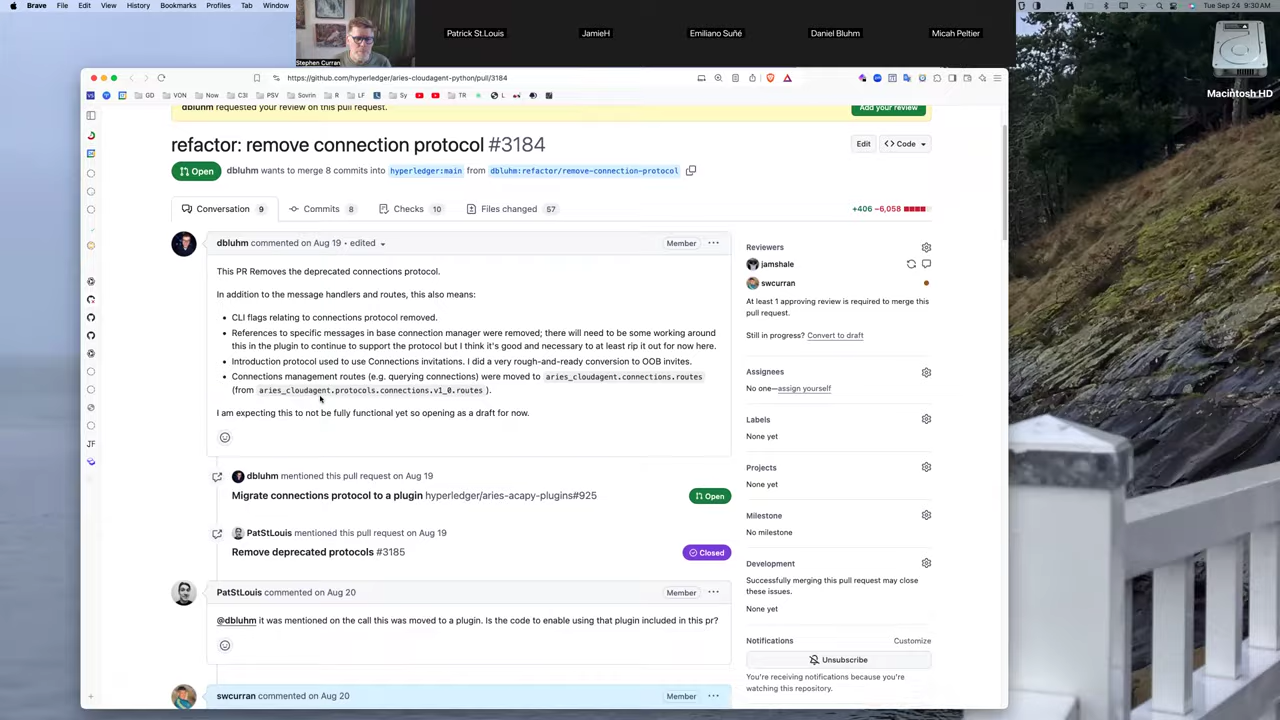 Brave File Edit View History Bookmarks Profiles Tab Window Help
Tue Sep 24 9:30 AM
Stephen Curran
Patrick St.Louis
JamieH
Emiliano Suñé
Daniel Bluhm
Micah Peltier
Macintosh HD
https://github.com/hyperledger/aries-cloudagent-python/pull/3184
GD VON Now C3I PSV Sovrin R LF Sy TR L
dbluhm requested your review on this pull request.
Add your review
refactor: remove connection protocol #3184
Edit
Code
Open
dbluhm wants to merge 8 commits into hyperledger:main from dbluhm:refactor/remove-connection-protocol
Conversation 9
Commits 8
Checks 10
Files changed 57
+406 −6,058
dbluhm commented on Aug 19 • edited
Member
This PR Removes the deprecated connections protocol.
In addition to the message handlers and routes, this also means:
• CLI flags relating to connections protocol removed.
• References to specific messages in base connection manager were removed; there will need to be some working around
this in the plugin to continue to support the protocol but I think it's good and necessary to at least rip it out for now here.
• Introduction protocol used to use Connections invitations. I did a very rough-and-ready conversion to OOB invites.
• Connections management routes (e.g. querying connections) were moved to aries_cloudagent.connections.routes
(from aries_cloudagent.protocols.connections.v1_0.routes ).
I am expecting this to not be fully functional yet so opening as a draft for now.
dbluhm mentioned this pull request on Aug 19
Migrate connections protocol to a plugin hyperledger/aries-acapy-plugins#925
Open
PatStLouis mentioned this pull request on Aug 19
Remove deprecated protocols #3185
Closed
PatStLouis commented on Aug 20
Member
@dbluhm it was mentioned on the call this was moved to a plugin. Is the code to enable using that plugin included in this pr?
swcurran commented on Aug 20
Member
Reviewers
jamshale
swcurran
At least 1 approving review is required to merge this
pull request.
Still in progress? Convert to draft
Assignees
No one—assign yourself
Labels
None yet
Projects
None yet
Milestone
No milestone
Development
Successfully merging this pull request may close
these issues.
None yet
Notifications
Customize
Unsubscribe
You're receiving notifications because you're
watching this repository.
JF